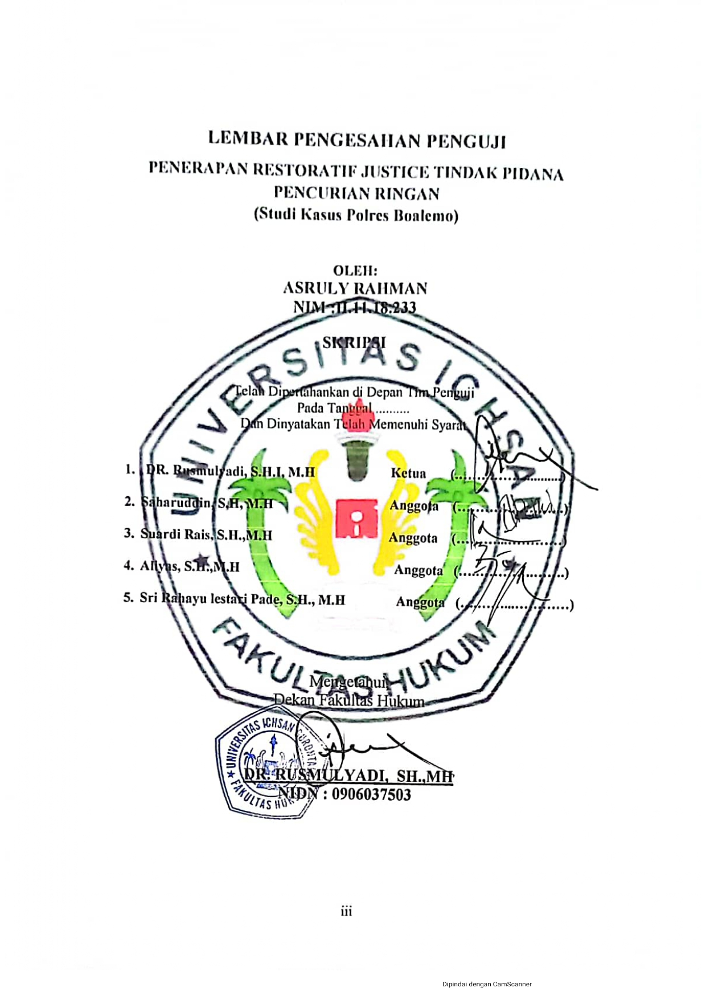 LEMBAR PENGESAHAN PENGUJI
PENERAPAN RESTORATIF JUSTICE TINDAK PIDANA
PENCURIAN RINGAN
(Studi Kasus Polres Boalemo)
OLEH:
ASRULY RAHMAN
NIM :H.11.18.233
SKRIPSI
UNIVERSITAS ICHSA
Telah Dipertahankan di Depan Tim Penguji
Pada Tanggal ..........
Dan Dinyatakan Telah Memenuhi Syarat
1. DR. Rusmulyadi, S.H.I, M.H Ketua (..............................)
2. Saharuddin, S,H, M.H Anggota (..............................)
3. Suardi Rais, S.H.,M.H Anggota (..............................)
4. Allyas, S.H.,M.H Anggota (..............................)
5. Sri Rahayu lestari Pade, S.H., M.H Anggota (..............................)
FAKULTAS HUKUM
Mengetahui,
Dekan Fakultas Hukum
UNIVERSITAS ICHSAN GORONTA
DR. RUSMULYADI, SH.,MH
NIDN : 0906037503
FAKULTAS HU
iii
Dipindai dengan CamScanner